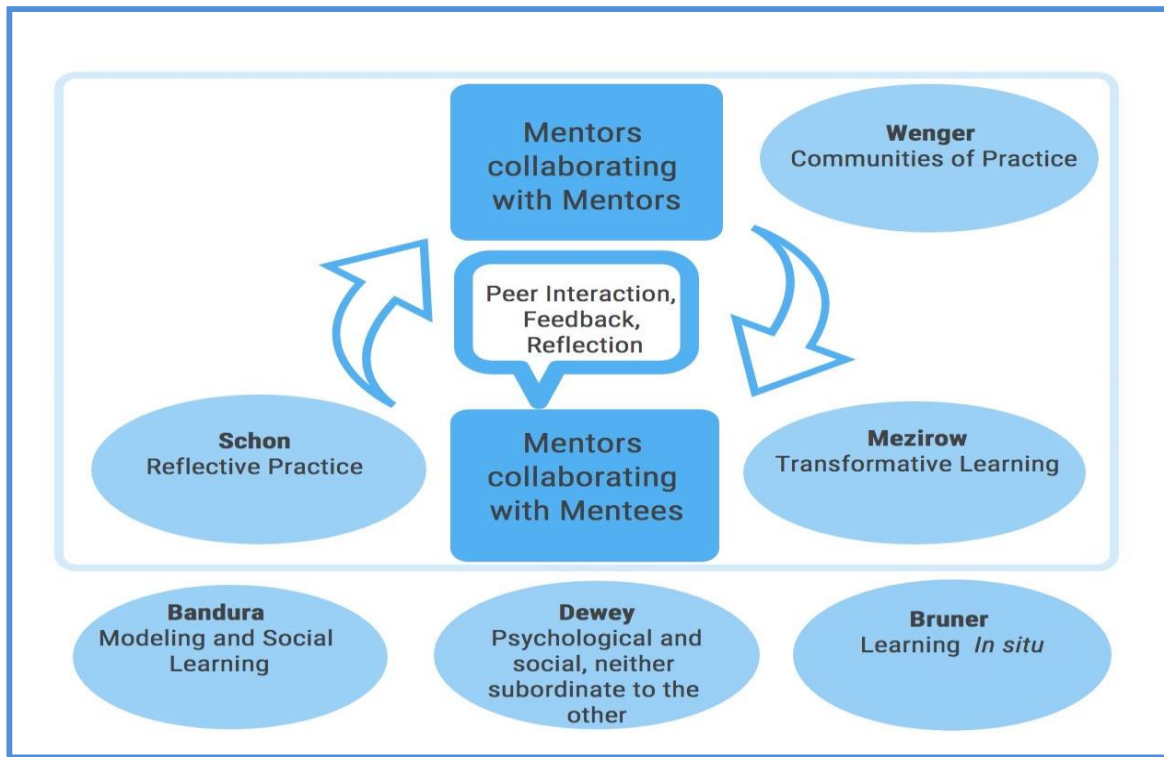 Mentors
collaborating
with Mentors
Wenger
Communities of Practice
Peer Interaction,
Feedback,
Reflection
Schon
Reflective Practice
Mentors
collaborating
with Mentees
Mezirow
Transformative Learning
Bandura
Modeling and Social
Learning
Dewey
Psychological and
social, neither
subordinate to the
other
Bruner
Learning In situ